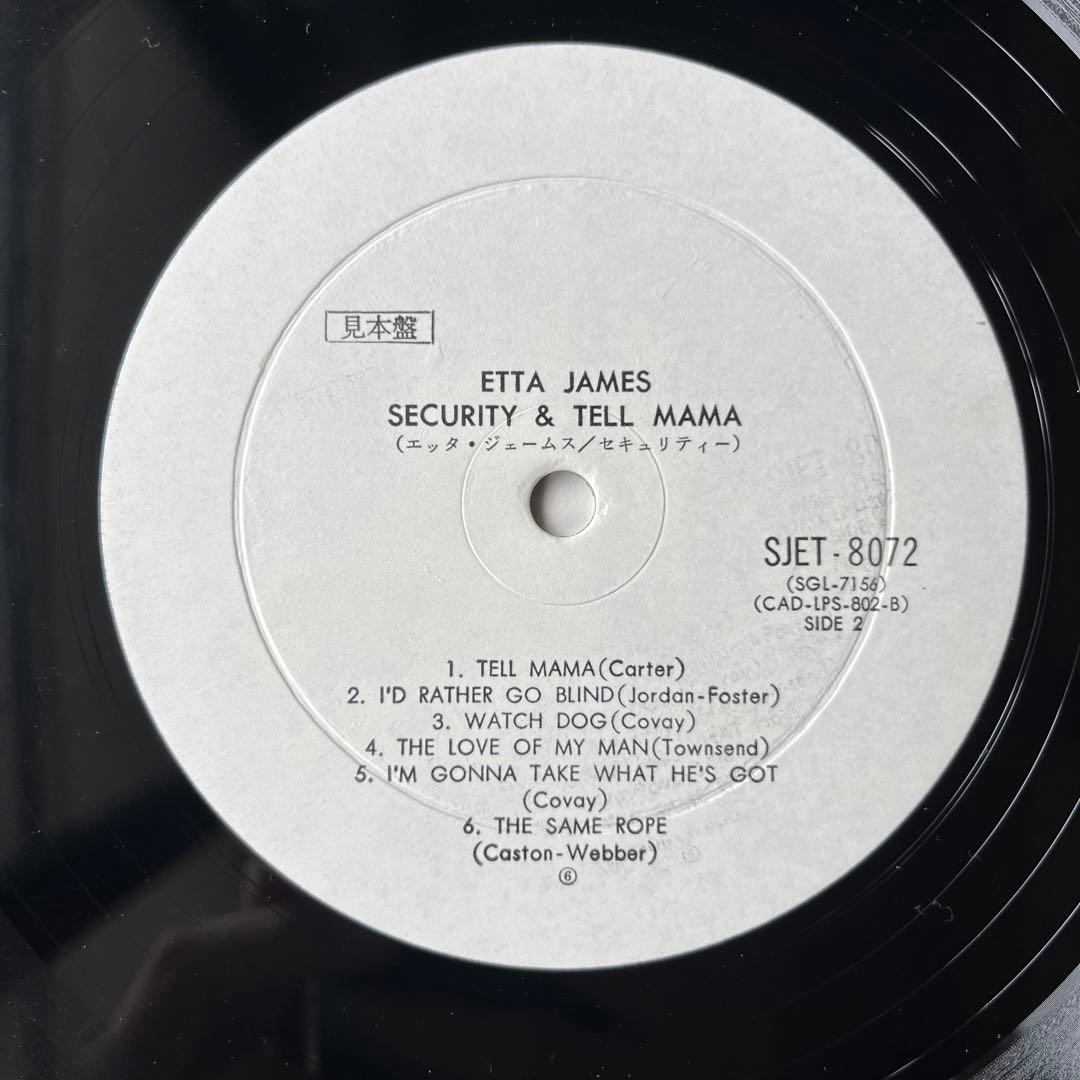 見本盤
ETTA JAMES
SECURITY & TELL MAMA
(エッタ・ジェームス/セキュリティー)
SJET-8072
(SGL-7156)
(CAD-LPS-802-B)
SIDE 2
1. TELL MAMA(Carter)
2. I'D RATHER GO BLIND(Jordan-Foster)
3. WATCH DOG(Covay)
4. THE LOVE OF MY MAN(Townsend)
5. I'M GONNA TAKE WHAT HE'S GOT
(Covay)
6. THE SAME ROPE
(Caston-Webber)
⑥